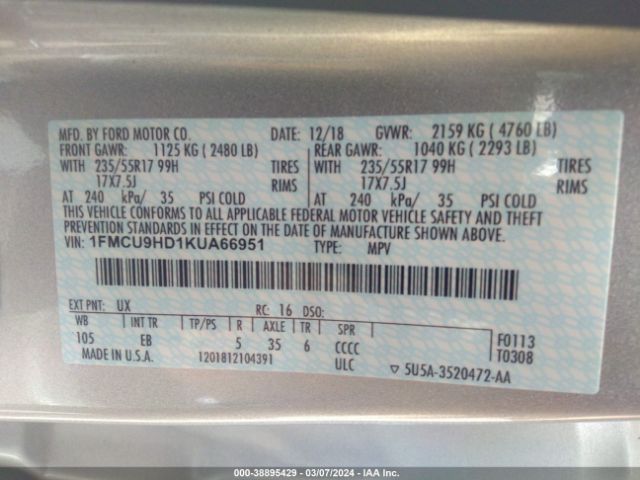 MFD. BY FORD MOTOR CO. DATE: 12/18 GVWR: 2159 KG ( 4760 LB)
FRONT GAWR: 1125 KG ( 2480 LB) REAR GAWR: 1040 KG ( 2293 LB)
WITH 235/55R17 99H TIRES WITH 235/55R17 99H TIRES
17X7.5J RIMS 17X7.5J RIMS
AT 240 kPa/ 35 PSI COLD AT 240 kPa/ 35 PSI COLD
THIS VEHICLE CONFORMS TO ALL APPLICABLE FEDERAL MOTOR VEHICLE SAFETY AND THEFT
PREVENTION STANDARDS IN EFFECT ON THE DATE OF MANUFACTURE SHOWN ABOVE.
VIN: 1FMCU9HD1KUA66951 TYPE: MPV
EXT PNT: UX RC: 16 DSO:
WB INT TR TP/PS R AXLE TR SPR F0113
105 EB 5 35 6 CCCC T0308
MADE IN U.S.A. 1201812104391 ULC ▽ 5U5A-3520472-AA
000-38895429 - 03/07/2024 - IAA Inc.